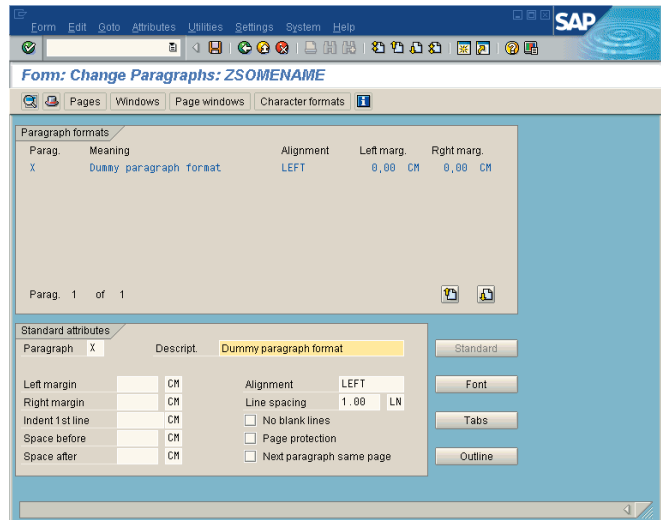 Form Edit Goto Attributes Utilities Settings System Help
SAP
Form: Change Paragraphs: ZSOMENAME
Pages Windows Page windows Character formats
Paragraph formats
Parag. Meaning Alignment Left marg. Rght marg.
X Dummy paragraph format LEFT 0,00 CM 0,00 CM
Parag. 1 of 1
Standard attributes
Paragraph X Descript. Dummy paragraph format Standard
Left margin CM Alignment LEFT Font
Right margin CM Line spacing 1.00 LN
Indent 1st line CM No blank lines Tabs
Space before CM Page protection
Space after CM Next paragraph same page Outline